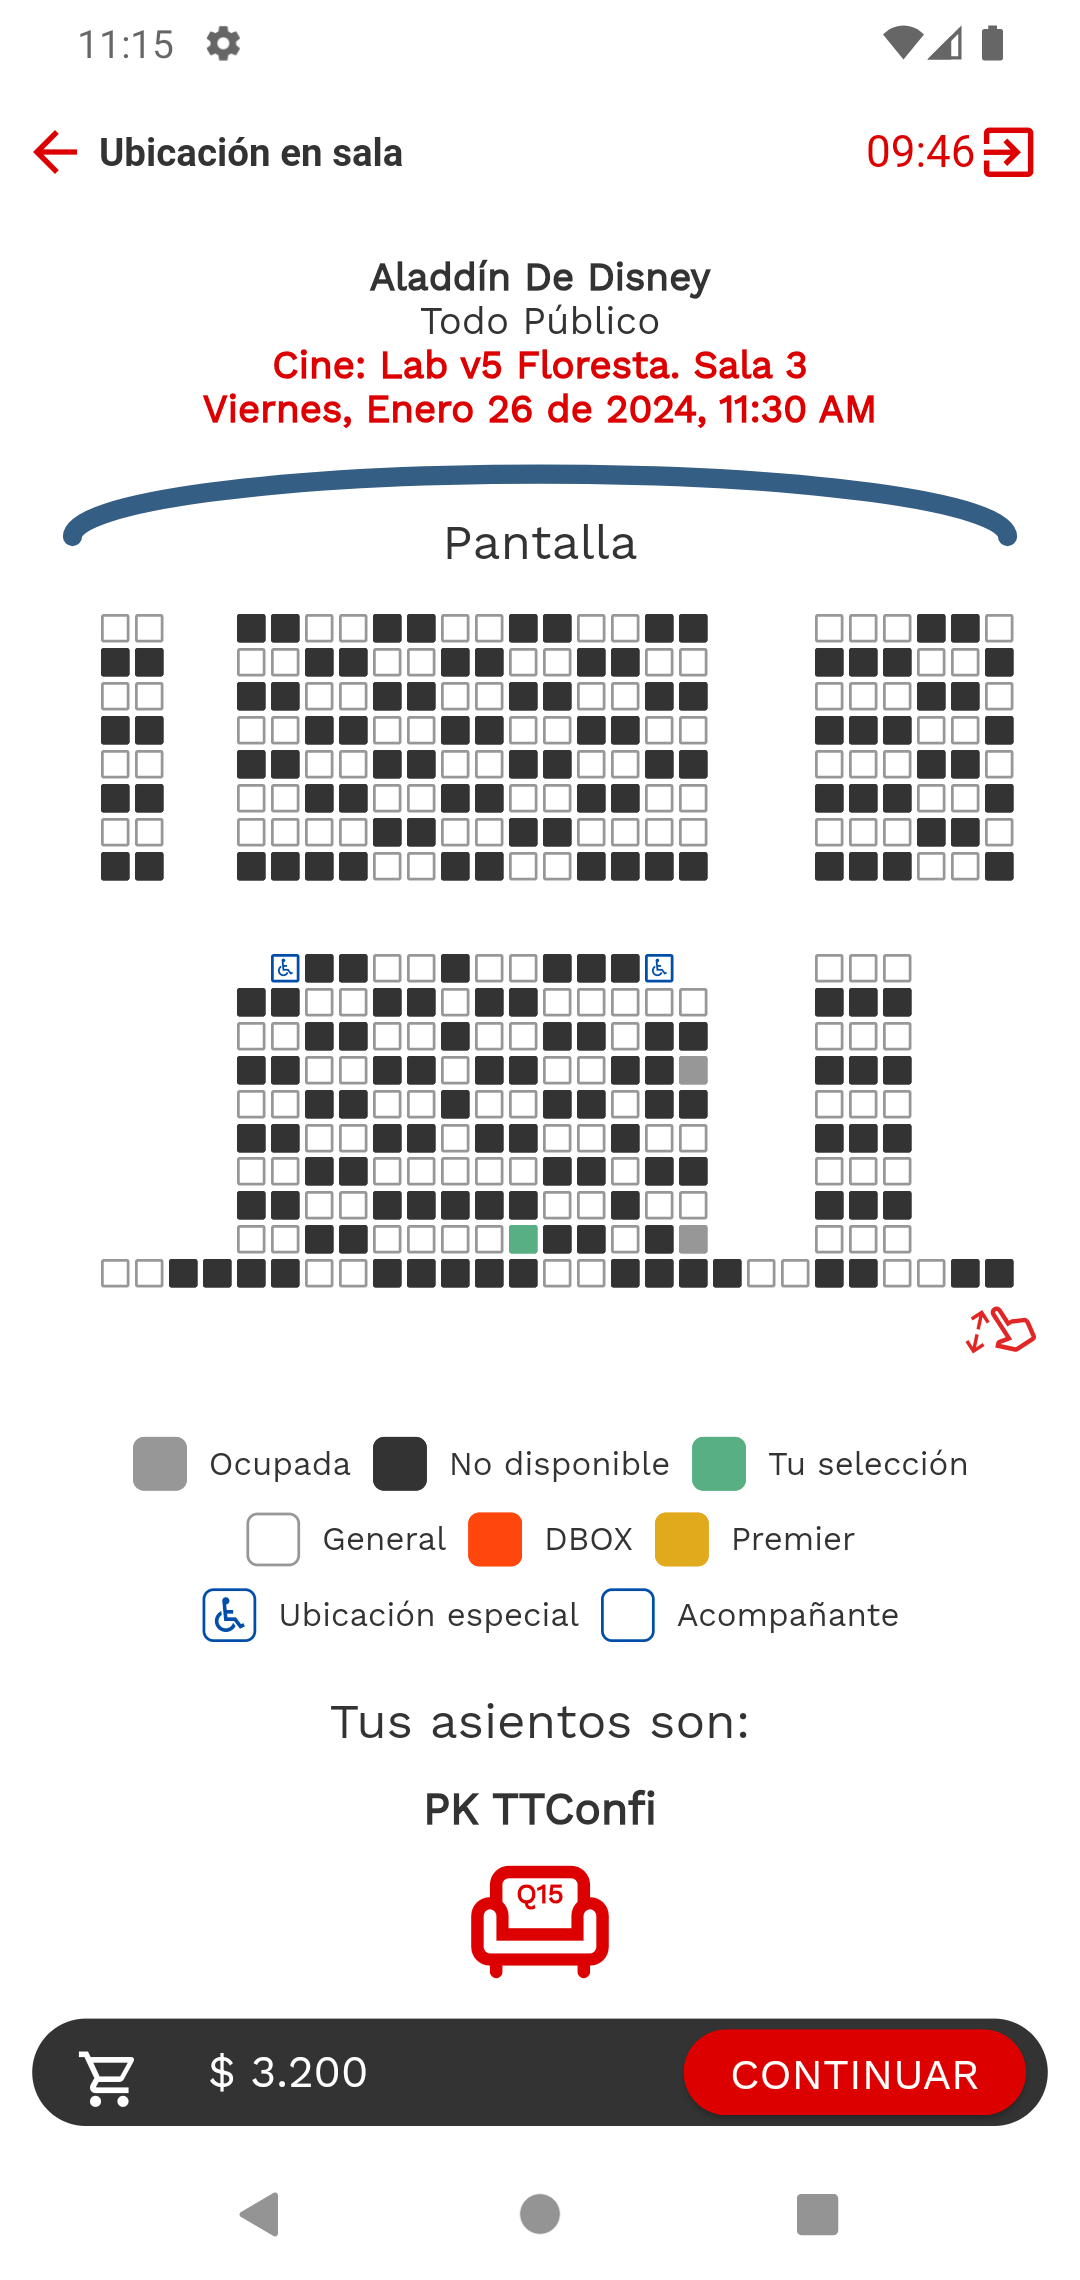 11:15
Ubicación en sala
09:46
Aladdín De Disney
Todo Público
Cine: Lab v5 Floresta. Sala 3
Viernes, Enero 26 de 2024, 11:30 AM
Pantalla
Ocupada
No disponible
Tu selección
General
DBOX
Premier
Ubicación especial
Acompañante
Tus asientos son:
PK TTConfi
Q15
$ 3.200
CONTINUAR